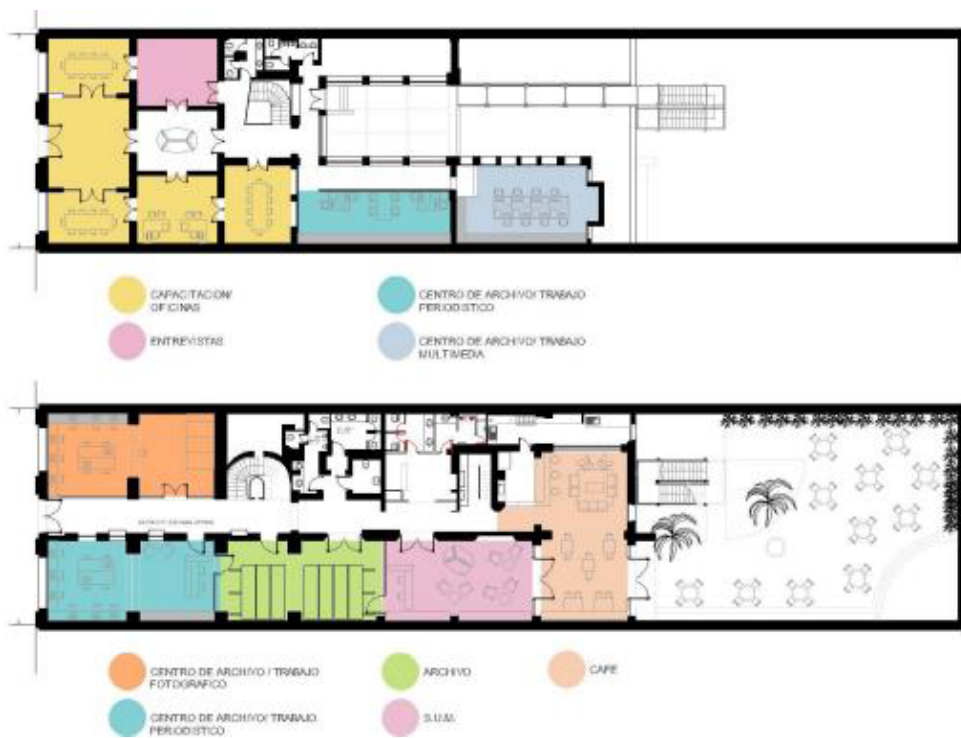 CAPACITACION/
OFICINAS
CENTRO DE ARCHIVO/ TRABAJO
PERIODISTICO
ENTREVISTAS
CENTRO DE ARCHIVO/ TRABAJO
MULTIMEDIA
CENTRO DE ARCHIVO / TRABAJO
FOTOGRAFICO
ARCHIVO
CAFE
CENTRO DE ARCHIVO/ TRABAJO
PERIODISTICO
S.U.M.